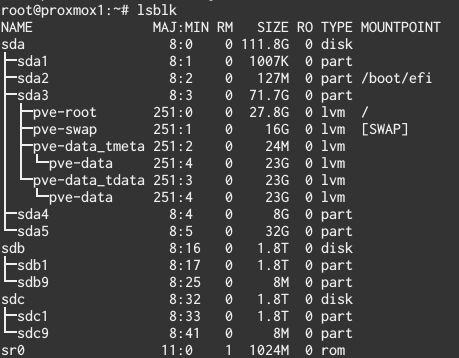 root@proxmox1:~# lsblk
NAME MAJ:MIN RM SIZE RO TYPE MOUNTPOINT
sda 8:0 0 111.8G 0 disk
├─sda1 8:1 0 1007K 0 part
├─sda2 8:2 0 127M 0 part /boot/efi
├─sda3 8:3 0 71.7G 0 part
│ ├─pve-root 251:0 0 27.8G 0 lvm /
│ ├─pve-swap 251:1 0 16G 0 lvm [SWAP]
│ ├─pve-data_tmeta 251:2 0 24M 0 lvm
│ │ └─pve-data 251:4 0 23G 0 lvm
│ └─pve-data_tdata 251:3 0 23G 0 lvm
│ └─pve-data 251:4 0 23G 0 lvm
├─sda4 8:4 0 8G 0 part
└─sda5 8:5 0 32G 0 part
sdb 8:16 0 1.8T 0 disk
├─sdb1 8:17 0 1.8T 0 part
└─sdb9 8:25 0 8M 0 part
sdc 8:32 0 1.8T 0 disk
├─sdc1 8:33 0 1.8T 0 part
└─sdc9 8:41 0 8M 0 part
sr0 11:0 1 1024M 0 rom